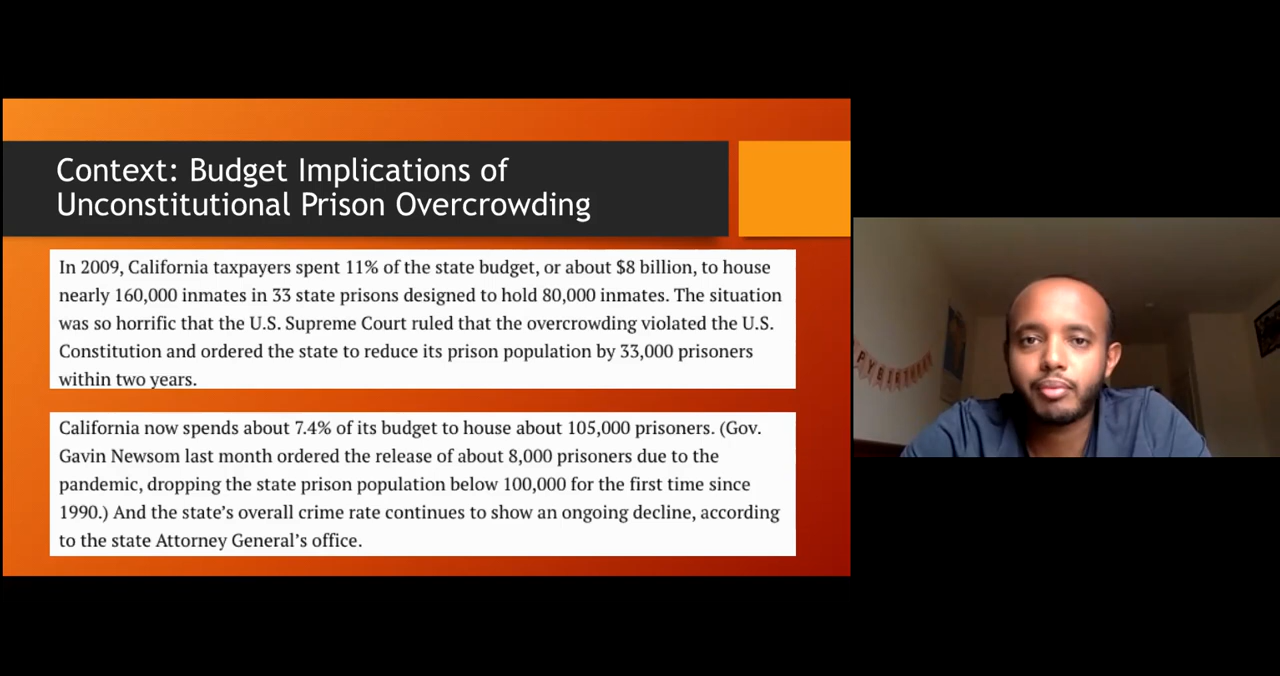 Context: Budget Implications of
Unconstitutional Prison Overcrowding
In 2009, California taxpayers spent 11% of the state budget, or about $8 billion, to house
nearly 160,000 inmates in 33 state prisons designed to hold 80,000 inmates. The situation
was so horrific that the U.S. Supreme Court ruled that the overcrowding violated the U.S.
Constitution and ordered the state to reduce its prison population by 33,000 prisoners
within two years.
California now spends about 7.4% of its budget to house about 105,000 prisoners. (Gov.
Gavin Newsom last month ordered the release of about 8,000 prisoners due to the
pandemic, dropping the state prison population below 100,000 for the first time since
1990.) And the state’s overall crime rate continues to show an ongoing decline, according
to the state Attorney General’s office.